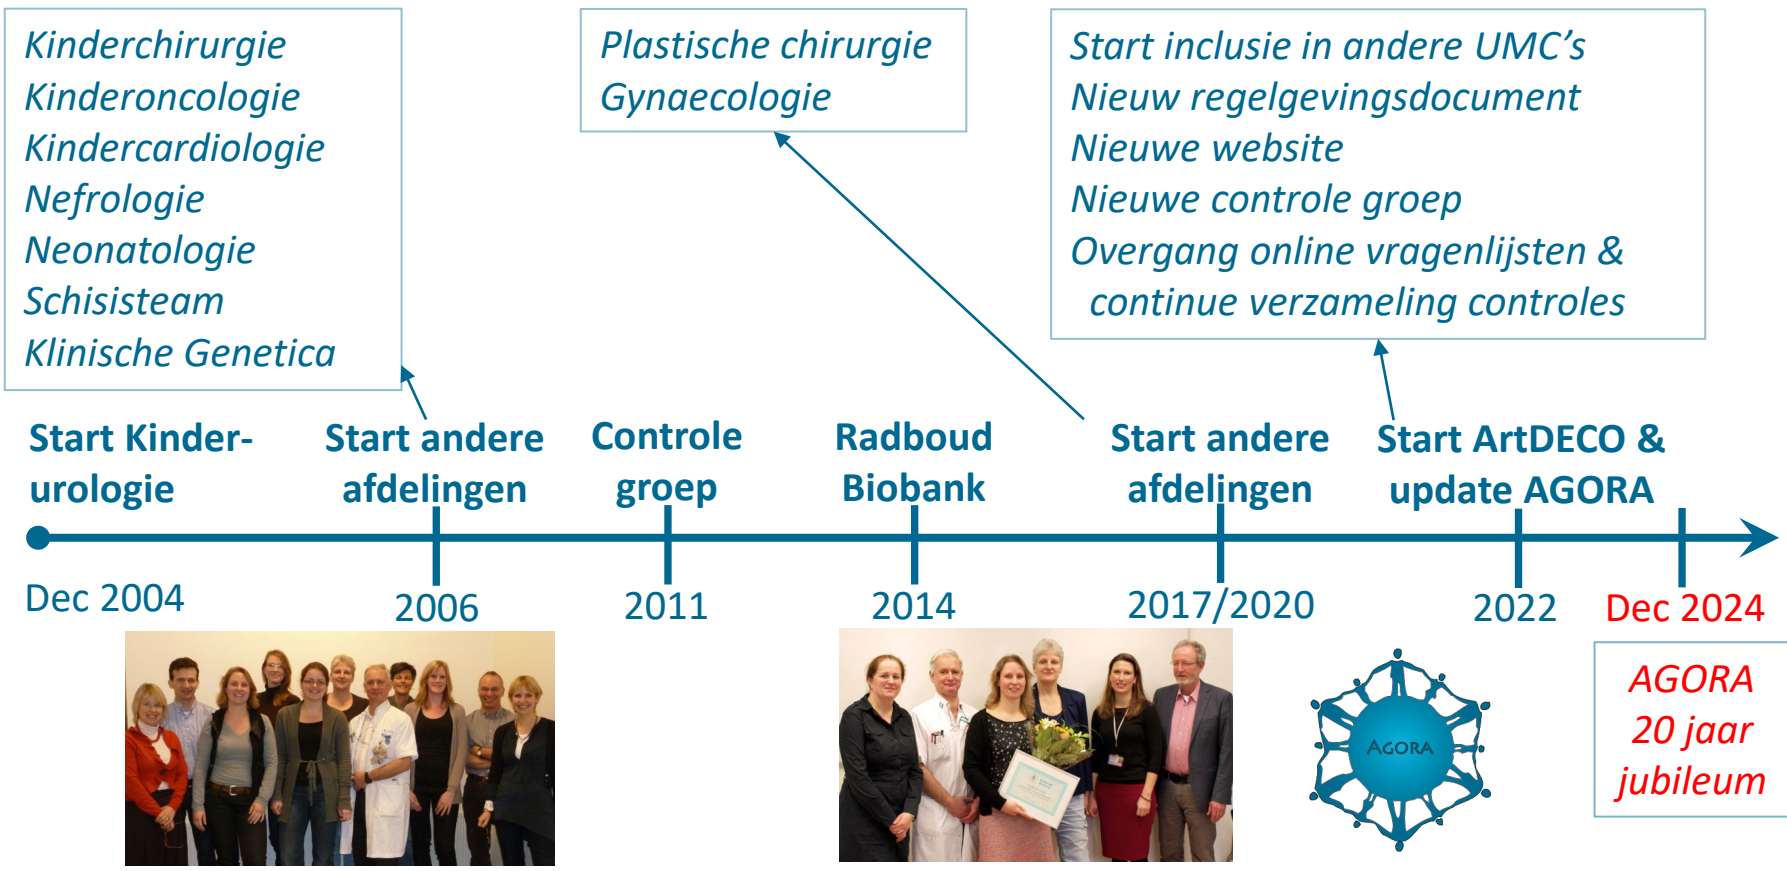 Kinderchirurgie
Kinderoncologie
Kindercardiologie
Nefrologie
Neonatologie
Schisisteam
Klinische Genetica
Plastische chirurgie
Gynaecologie
Start inclusie in andere UMC’s
Nieuw regelgevingsdocument
Nieuwe website
Nieuwe controle groep
Overgang online vragenlijsten &
continue verzameling controles
Start Kinder-
urologie
Start andere
afdelingen
Controle
groep
Radboud
Biobank
Start andere
afdelingen
Start ArtDECO &
update AGORA
Dec 2004
2006
2011
2014
2017/2020
2022
Dec 2024
AGORA
AGORA
20 jaar
jubileum